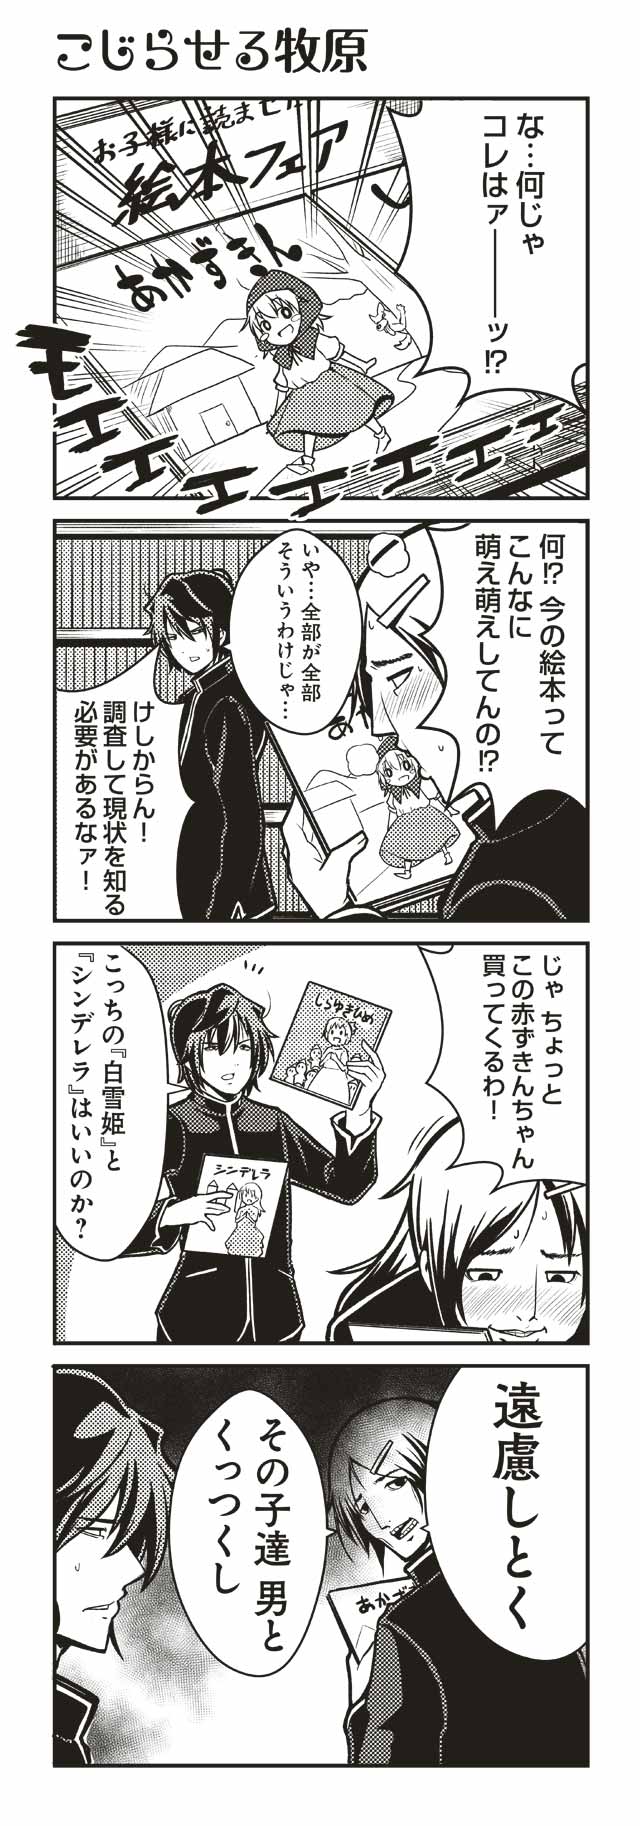 こじらせる牧原
な…何じゃ
コレはァ━━ッ!?
お子様に読ませた
絵本フェア
あかずきん
モエエエエエエエ
何!? 今の絵本って
こんなに
萌え萌えしてんの!?
いや…全部が全部
そういうわけじゃ…
あ
けしからん!
調査して現状を知る
必要があるなァ!
じゃ ちょっと
この赤ずきんちゃん
買ってくるわ!
しらゆきひめ
シンデレラ
こっちの『白雪姫』と
『シンデレラ』はいいのか?
遠慮しとく
あかず
その子達 男と
くっつくし